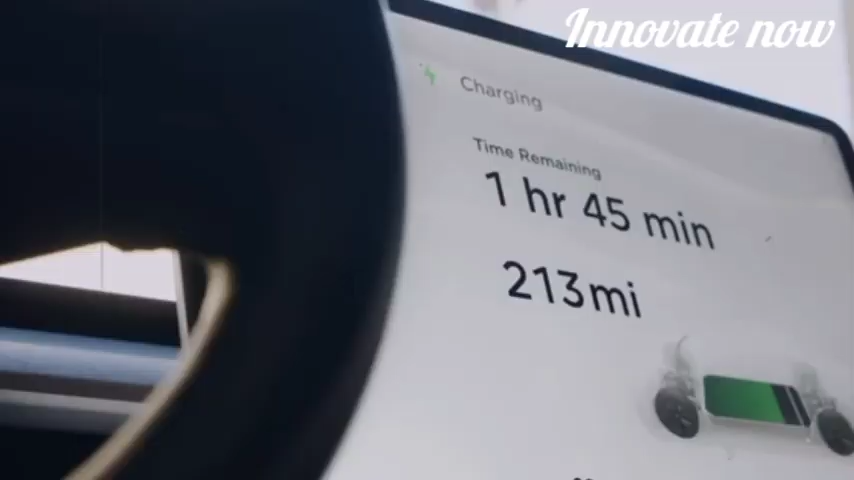 Innovate now
Charging
Time Remaining
1 hr 45 min
213mi